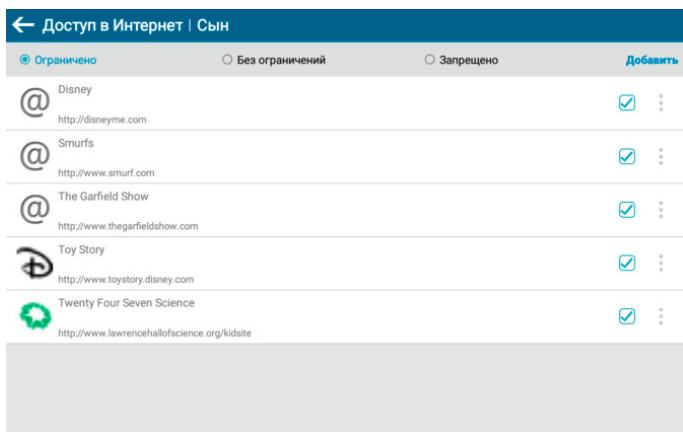 Доступ в Интернет | Сын
Ограничено Без ограничений Запрещено Добавить
Disney
http://disneyme.com
Smurfs
http://www.smurf.com
The Garfield Show
http://www.thegarfieldshow.com
Toy Story
http://www.toystory.disney.com
Twenty Four Seven Science
http://www.lawrencehallofscience.org/kidsite